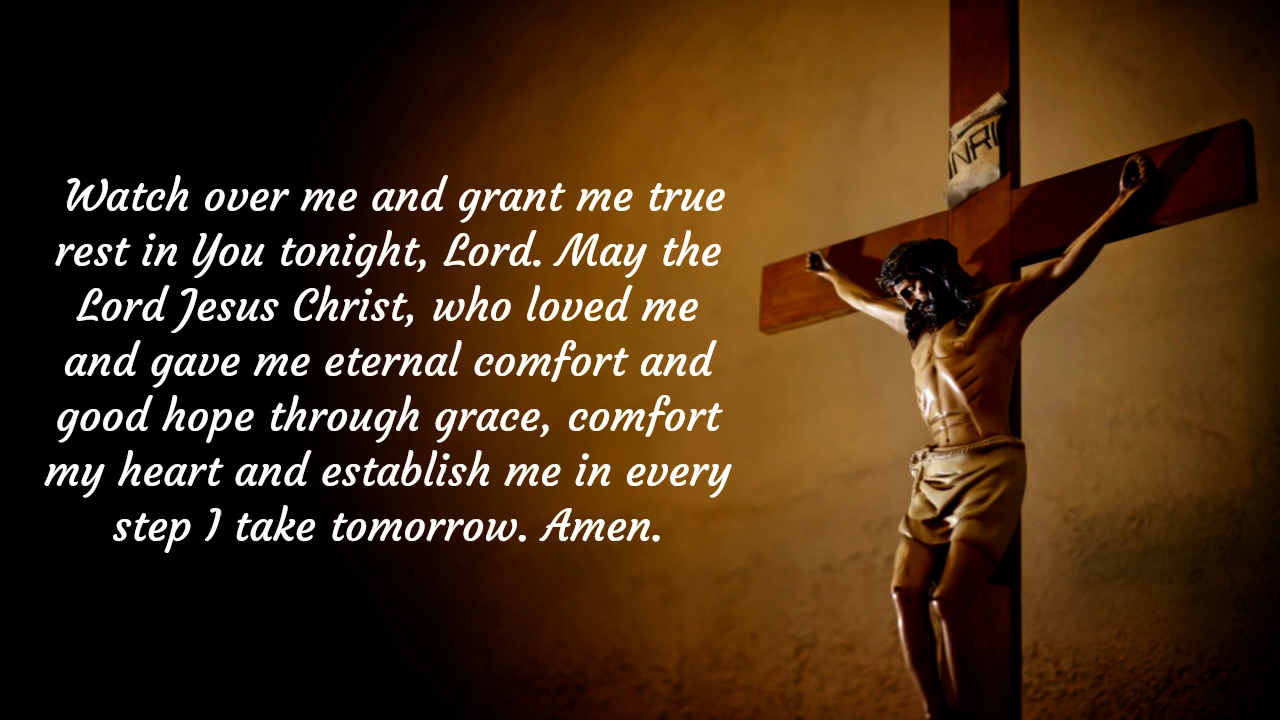 Watch over me and grant me true
rest in You tonight, Lord. May the
Lord Jesus Christ, who loved me
and gave me eternal comfort and
good hope through grace, comfort
my heart and establish me in every
step I take tomorrow. Amen.
INRI